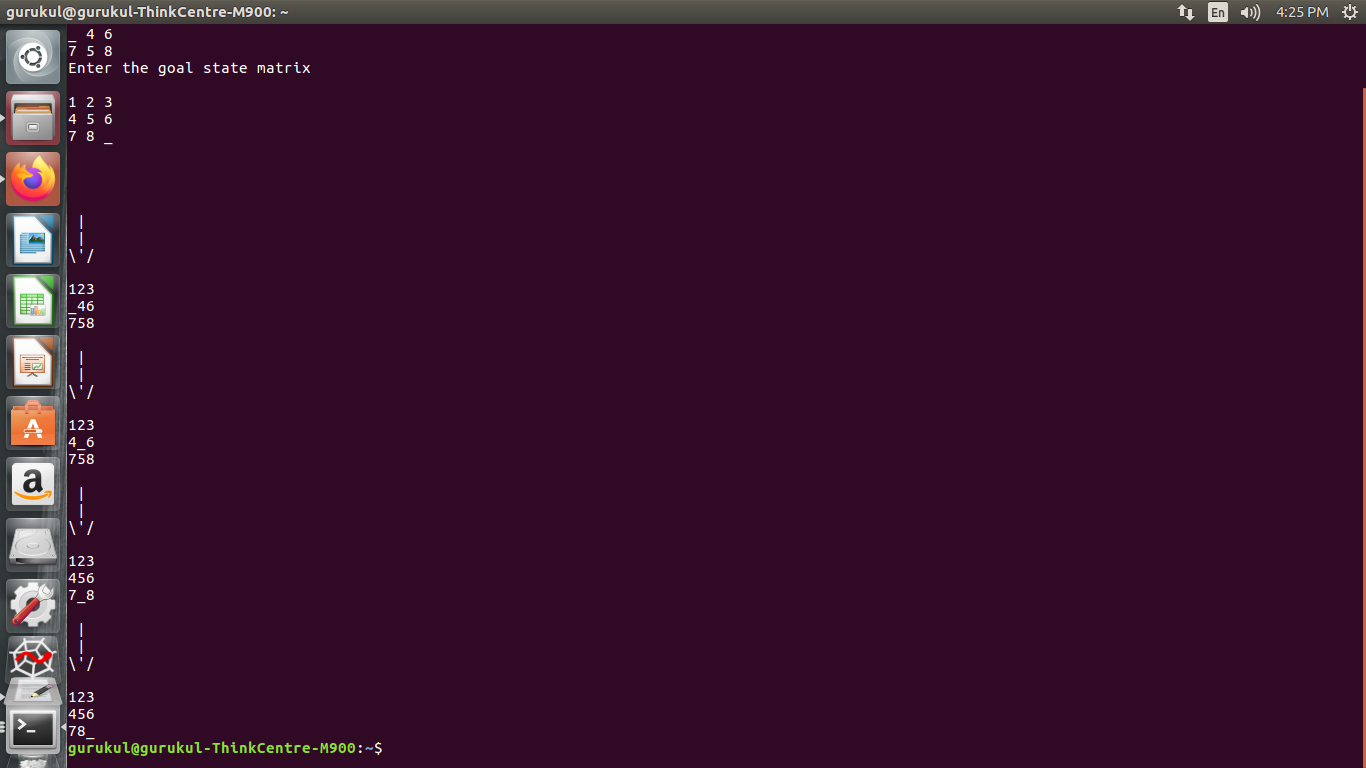 gurukul@gurukul-ThinkCentre-M900: ~
En
4:25 PM
_ 4 6
7 5 8
Enter the goal state matrix
1 2 3
4 5 6
7 8 _
|
|
\'/
123
_46
758
|
|
\'/
123
4_6
758
|
|
\'/
123
456
7_8
|
|
\'/
123
456
78_
gurukul@gurukul-ThinkCentre-M900:~$